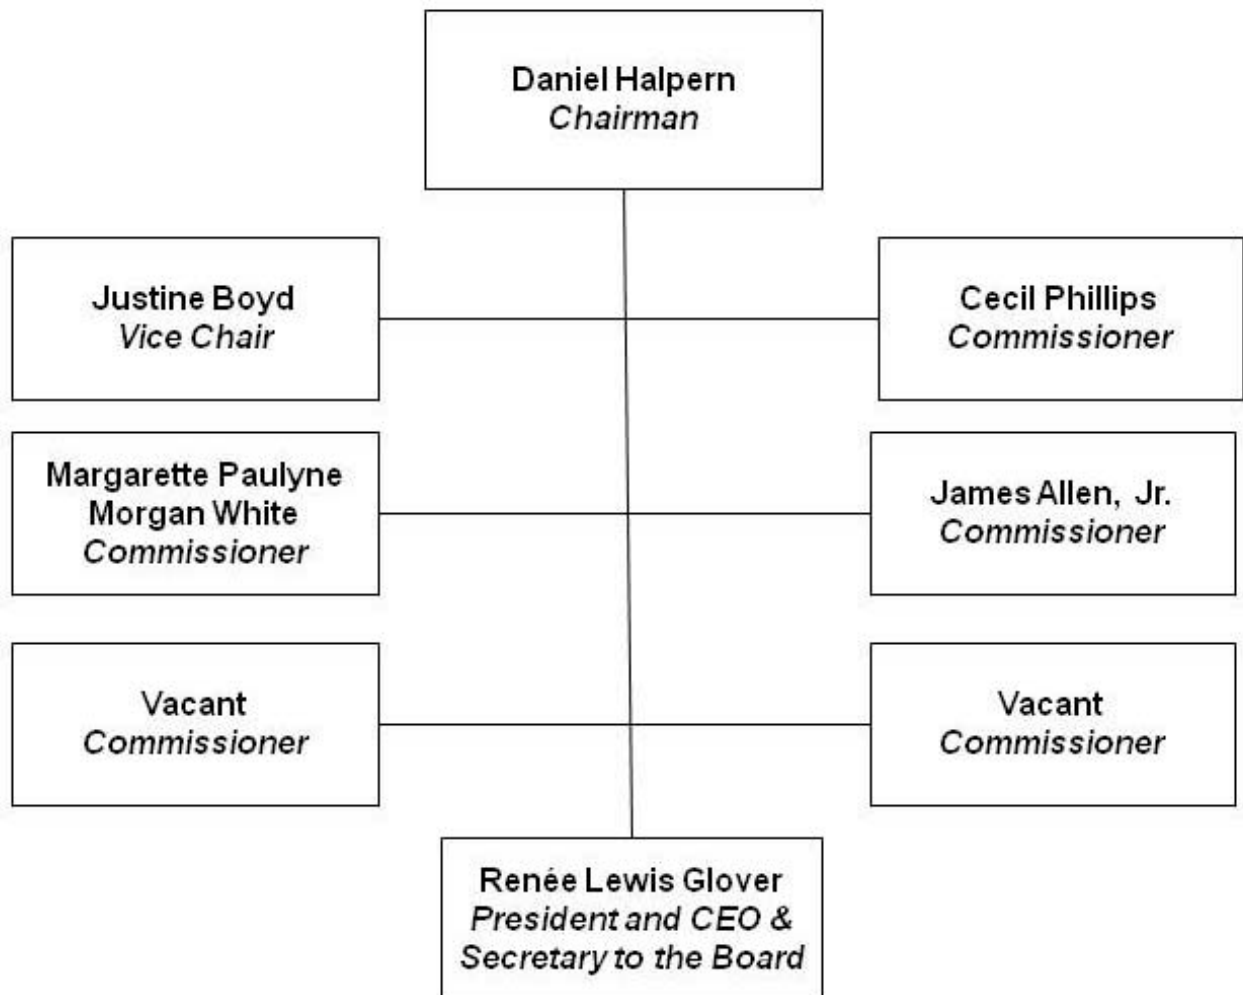 Daniel Halpern
Chairman
Justine Boyd
Vice Chair
Cecil Phillips
Commissioner
Margarette Paulyne
Morgan White
Commissioner
James Allen, Jr.
Commissioner
Vacant
Commissioner
Vacant
Commissioner
Renée Lewis Glover
President and CEO &
Secretary to the Board